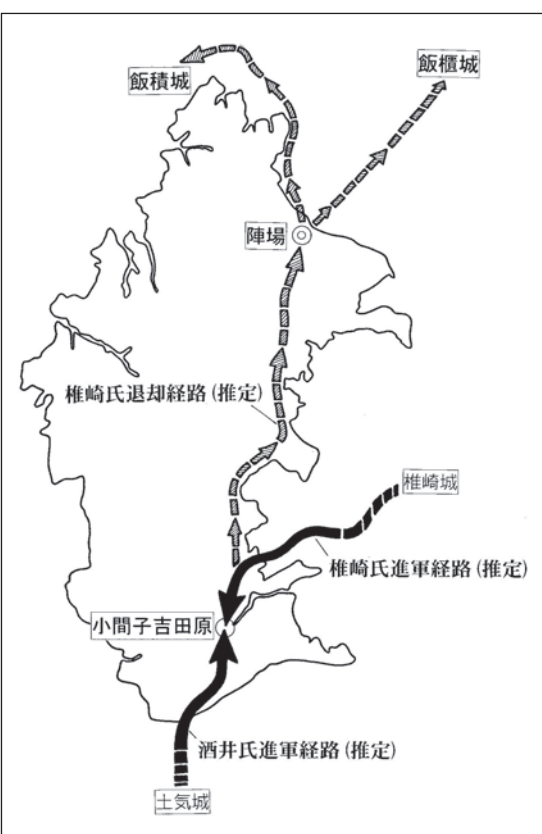 飯積城
飯櫃城
陣場
椎崎氏退却経路(推定)
椎崎城
椎崎氏進軍経路(推定)
小間子吉田原
酒井氏進軍経路(推定)
土気城